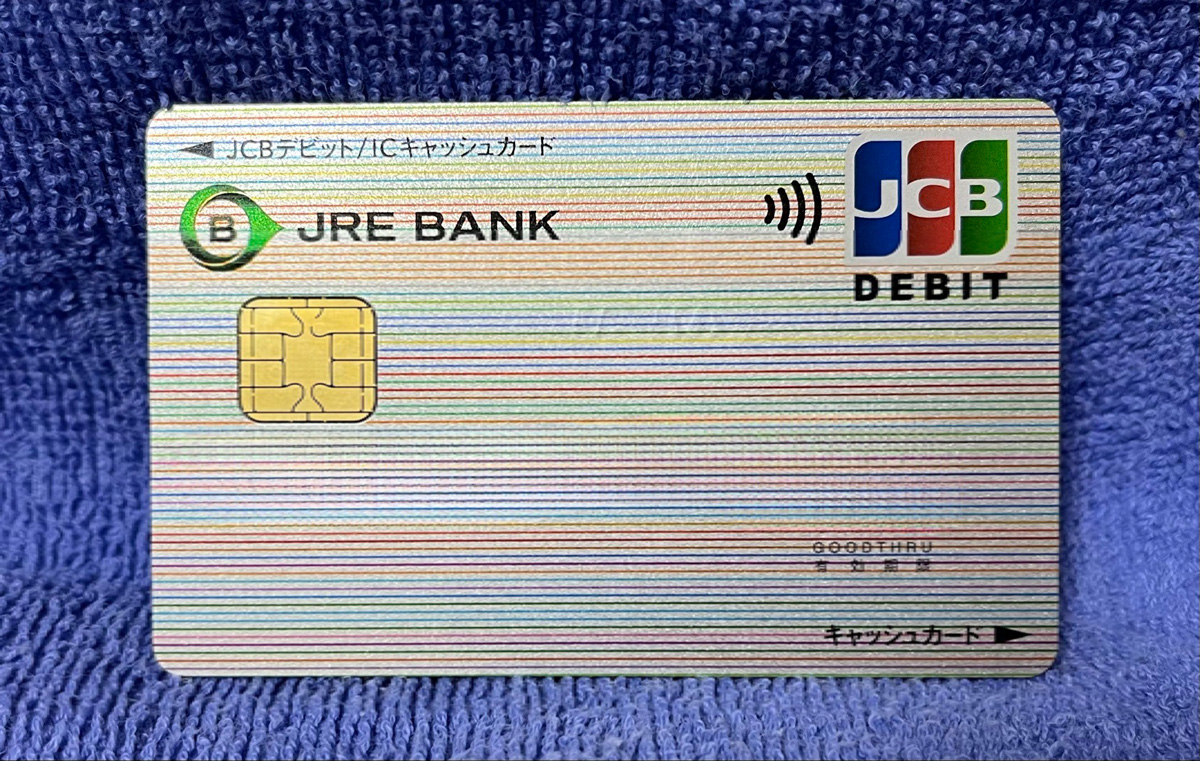 JCBデビット/ICキャッシュカード
B JRE BANK
JCB
DEBIT
GOODTHRU
有効期限
キャッシュカード